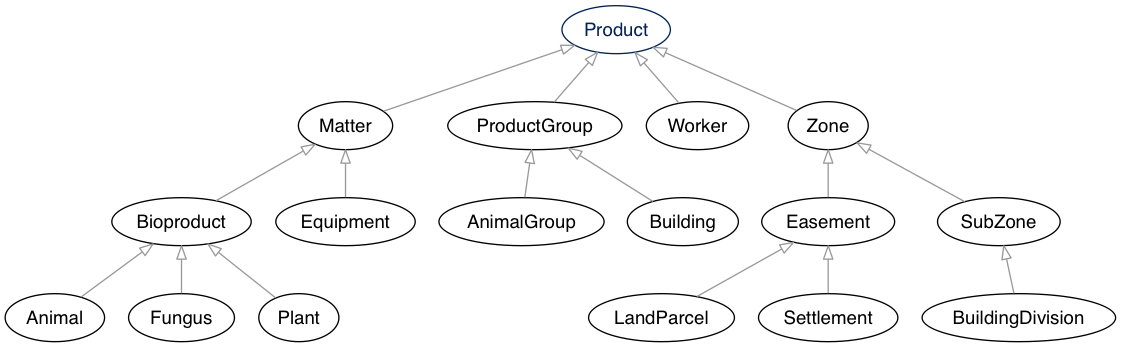 Product
Matter
ProductGroup
Worker
Zone
Bioproduct
Equipment
AnimalGroup
Building
Easement
SubZone
Animal
Fungus
Plant
LandParcel
Settlement
BuildingDivision